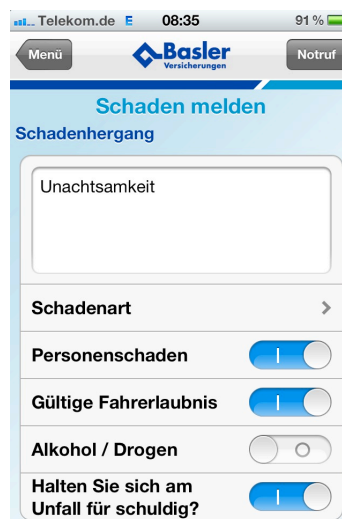 Telekom.de E 08:35 91 %
Menü Basler Notruf
Versicherungen
Schaden melden
Schadenhergang
Unachtsamkeit
Schadenart
Personenschaden
Gültige Fahrerlaubnis
Alkohol / Drogen
Halten Sie sich am
Unfall für schuldig?